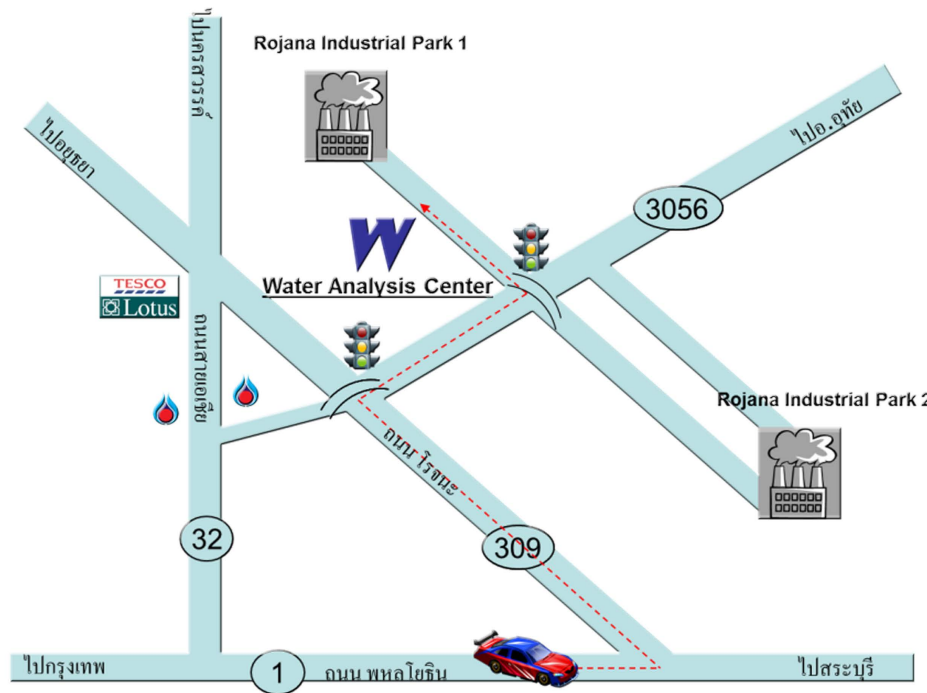 Rojana Industrial Park 1
ไปนครสวรรค์
ไปอยุธยา
ไปอ.อุทัย
3056
Water Analysis Center
TESCO
Lotus
ถนนสายเอเซีย
Rojana Industrial Park 2
ถนน โรจนะ
32
309
ไปกรุงเทพ
1
ถนน พหลโยธิน
ไปสระบุรี